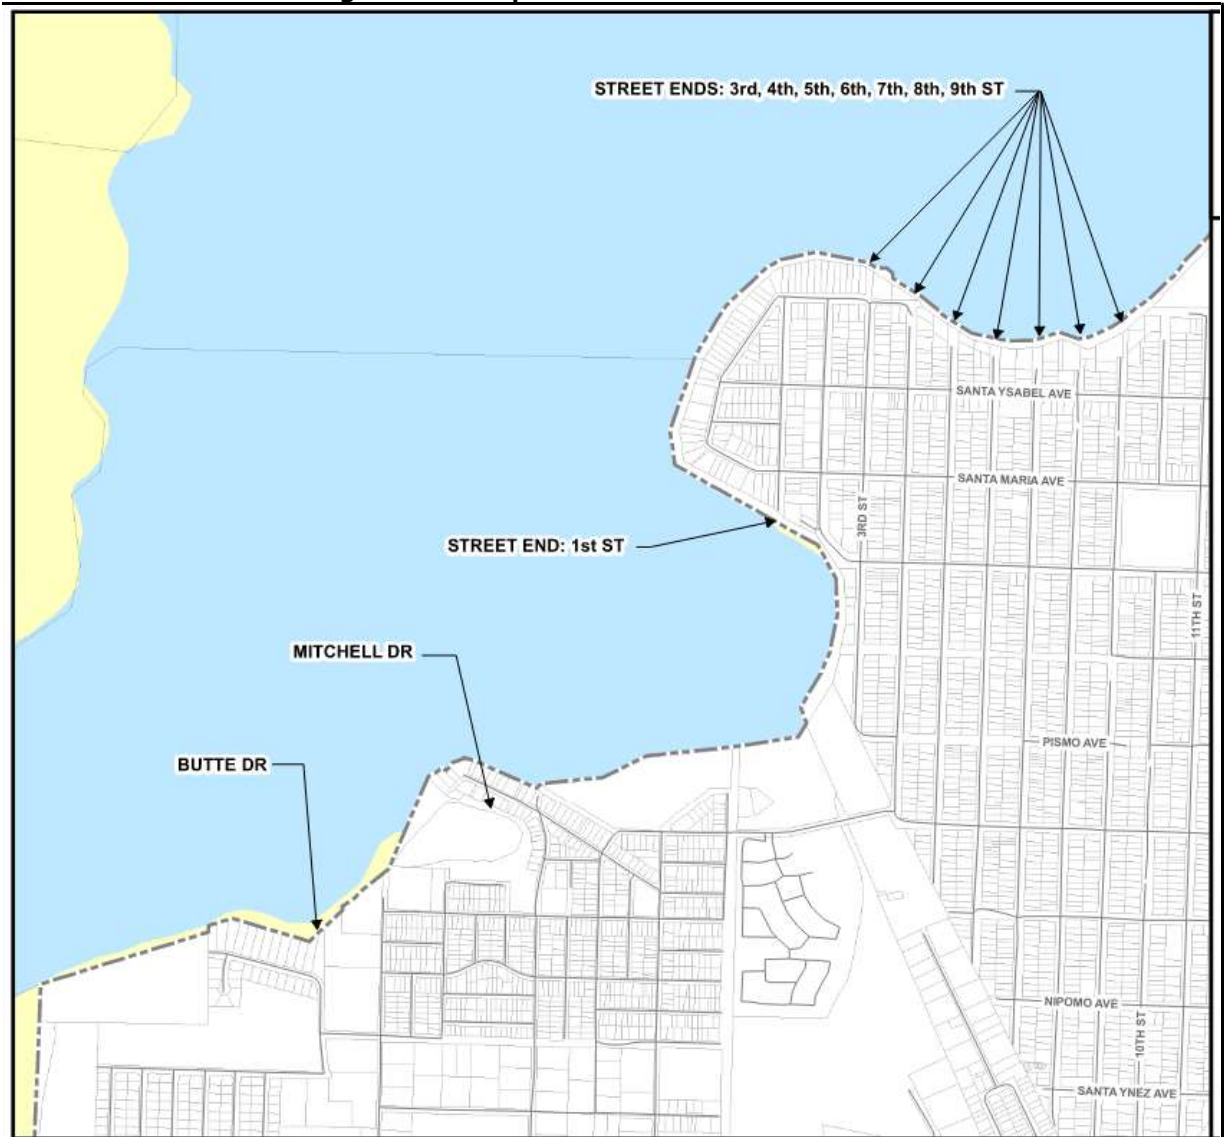 STREET ENDS: 3rd, 4th, 5th, 6th, 7th, 8th, 9th ST
SANTA YSABEL AVE
SANTA MARIA AVE
3RD ST
STREET END: 1st ST
11TH ST
MITCHELL DR
PISMO AVE
BUTTE DR
NIPOMO AVE
10TH ST
SANTA YNEZ AVE